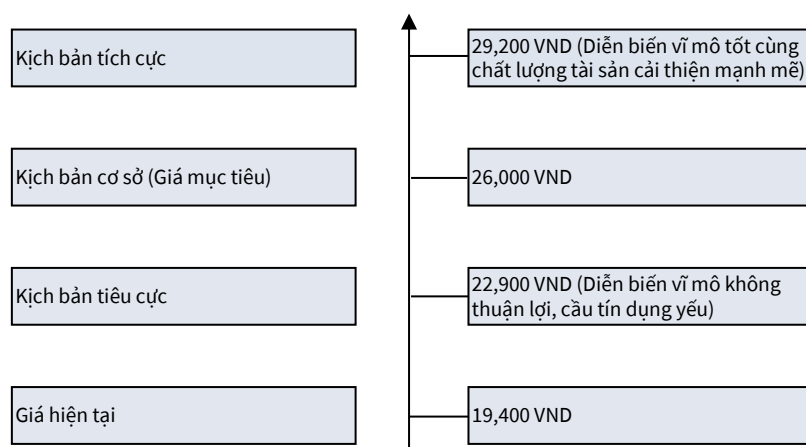 Kịch bản tích cực
29,200 VND (Diễn biến vĩ mô tốt cùng
chất lượng tài sản cải thiện mạnh mẽ)
Kịch bản cơ sở (Giá mục tiêu)
26,000 VND
Kịch bản tiêu cực
22,900 VND (Diễn biến vĩ mô không
thuận lợi, cầu tín dụng yếu)
Giá hiện tại
19,400 VND